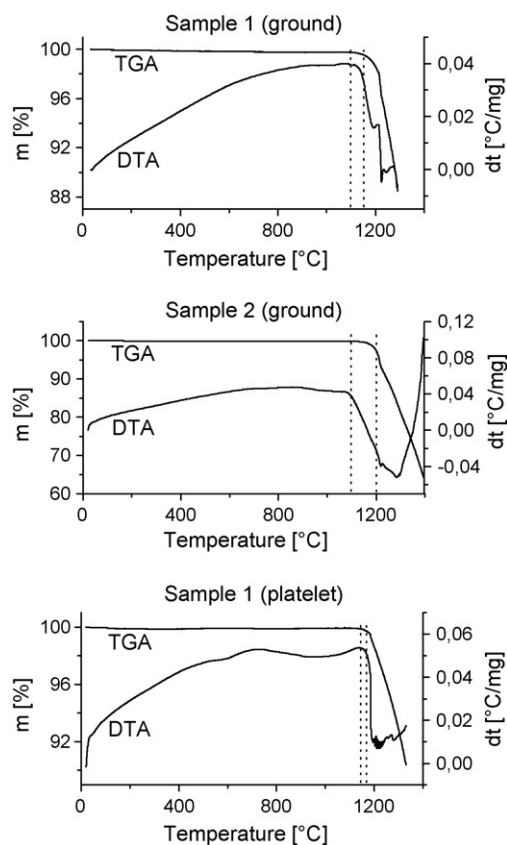 Sample 1 (ground)
100
96
92
88
m [%]
TGA
DTA
0,04
0,02
0,00
dt [°C/mg]
0 400 800 1200
Temperature [°C]
Sample 2 (ground)
100
90
80
70
60
m [%]
TGA
DTA
0,12
0,08
0,04
0,00
-0,04
dt [°C/mg]
0 400 800 1200
Temperature [°C]
Sample 1 (platelet)
100
96
92
m [%]
TGA
DTA
0,06
0,04
0,02
0,00
dt [°C/mg]
0 400 800 1200
Temperature [°C]